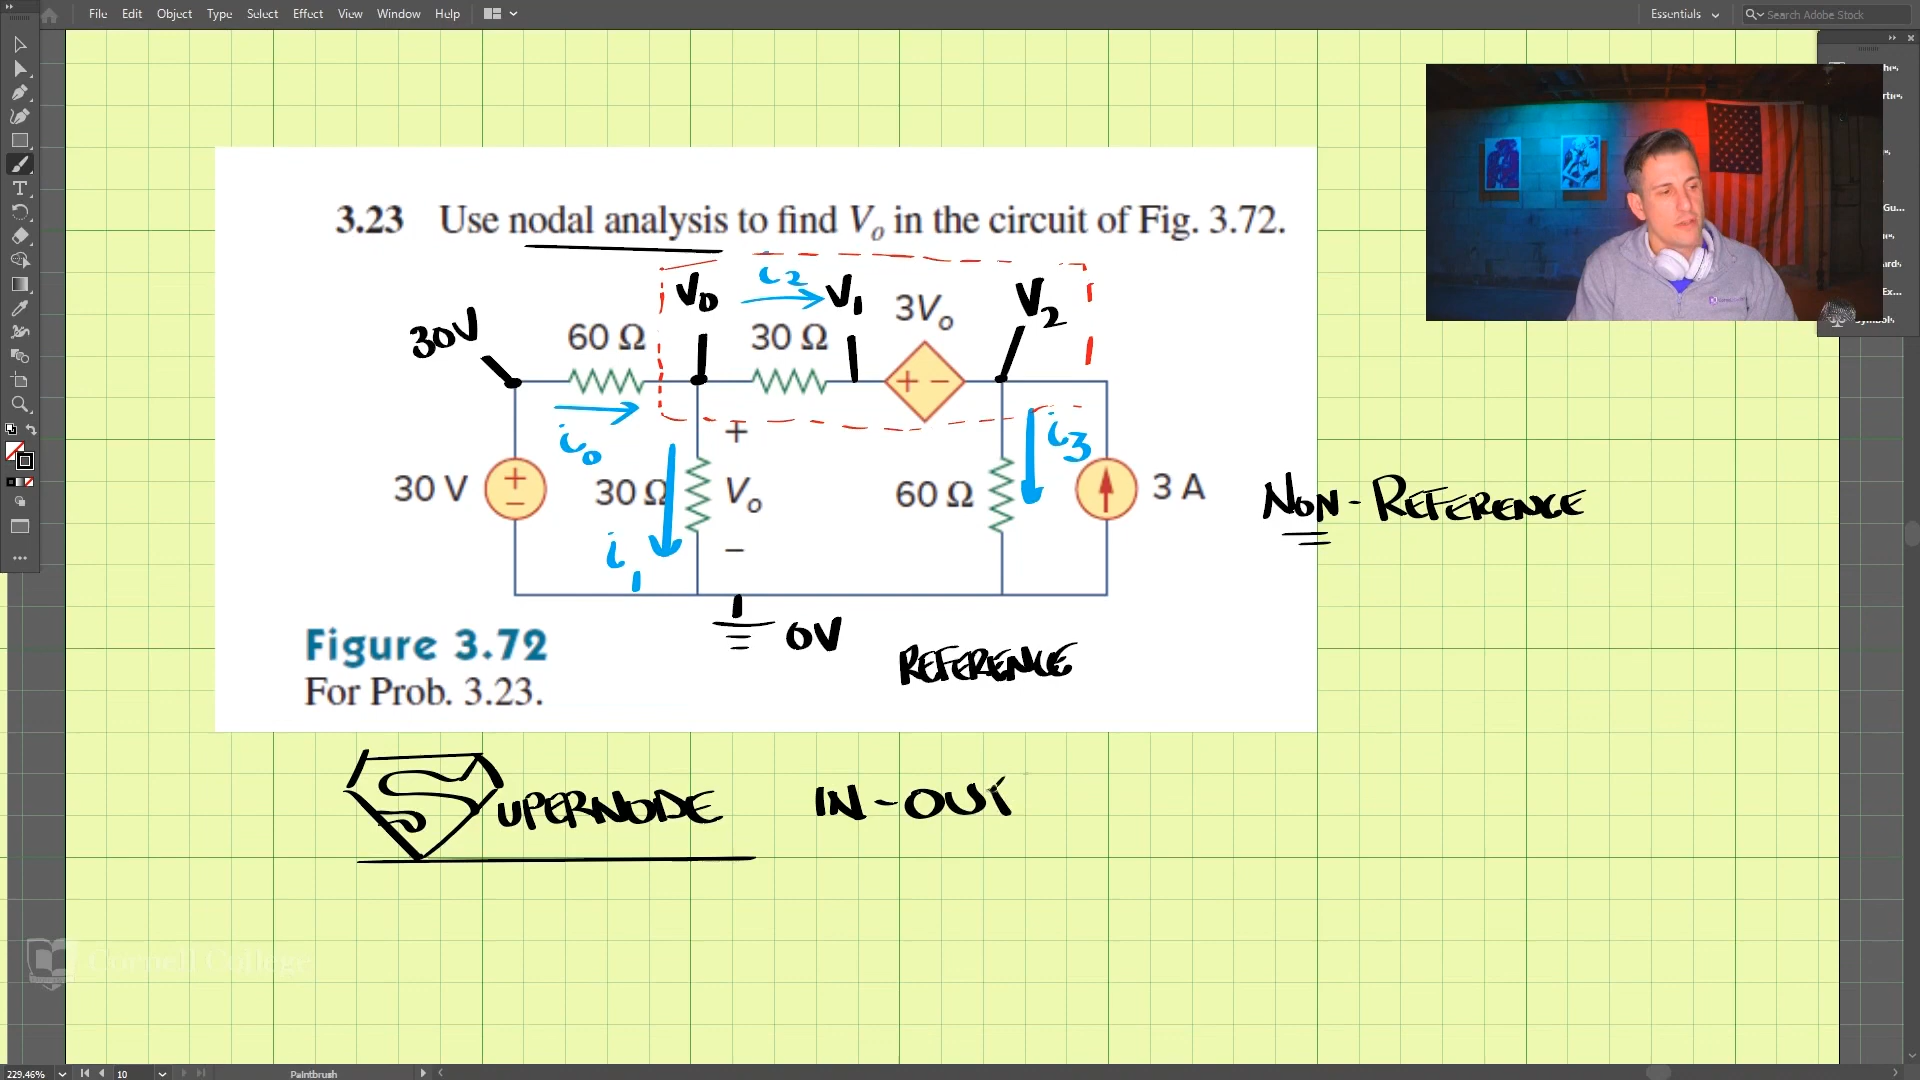 File Edit Object Type Select Effect View Window Help
Essentials
Search Adobe Stock
3.23 Use nodal analysis to find Vₒ in the circuit of Fig. 3.72.
i₂
V₀ V₁ V₂
3Vₒ
30V
60 Ω 30 Ω
+ −
i₀ + i₃
30 V + − 30 Ω Vₒ 60 Ω 3 A
NON-REFERENCE
i₁ −
0V
REFERENCE
Figure 3.72
For Prob. 3.23.
SUPERNODE IN-OUT
Cornell College
229.46% 10 Paintbrush